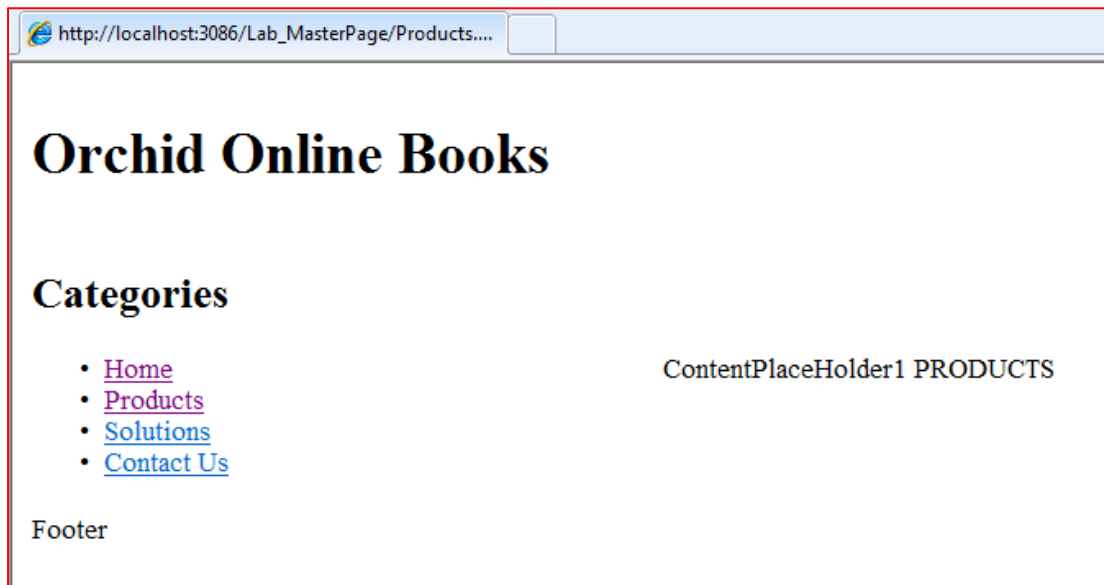 http://localhost:3086/Lab_MasterPage/Products....
Orchid Online Books
Categories
• Home
• Products
• Solutions
• Contact Us
ContentPlaceHolder1 PRODUCTS
Footer